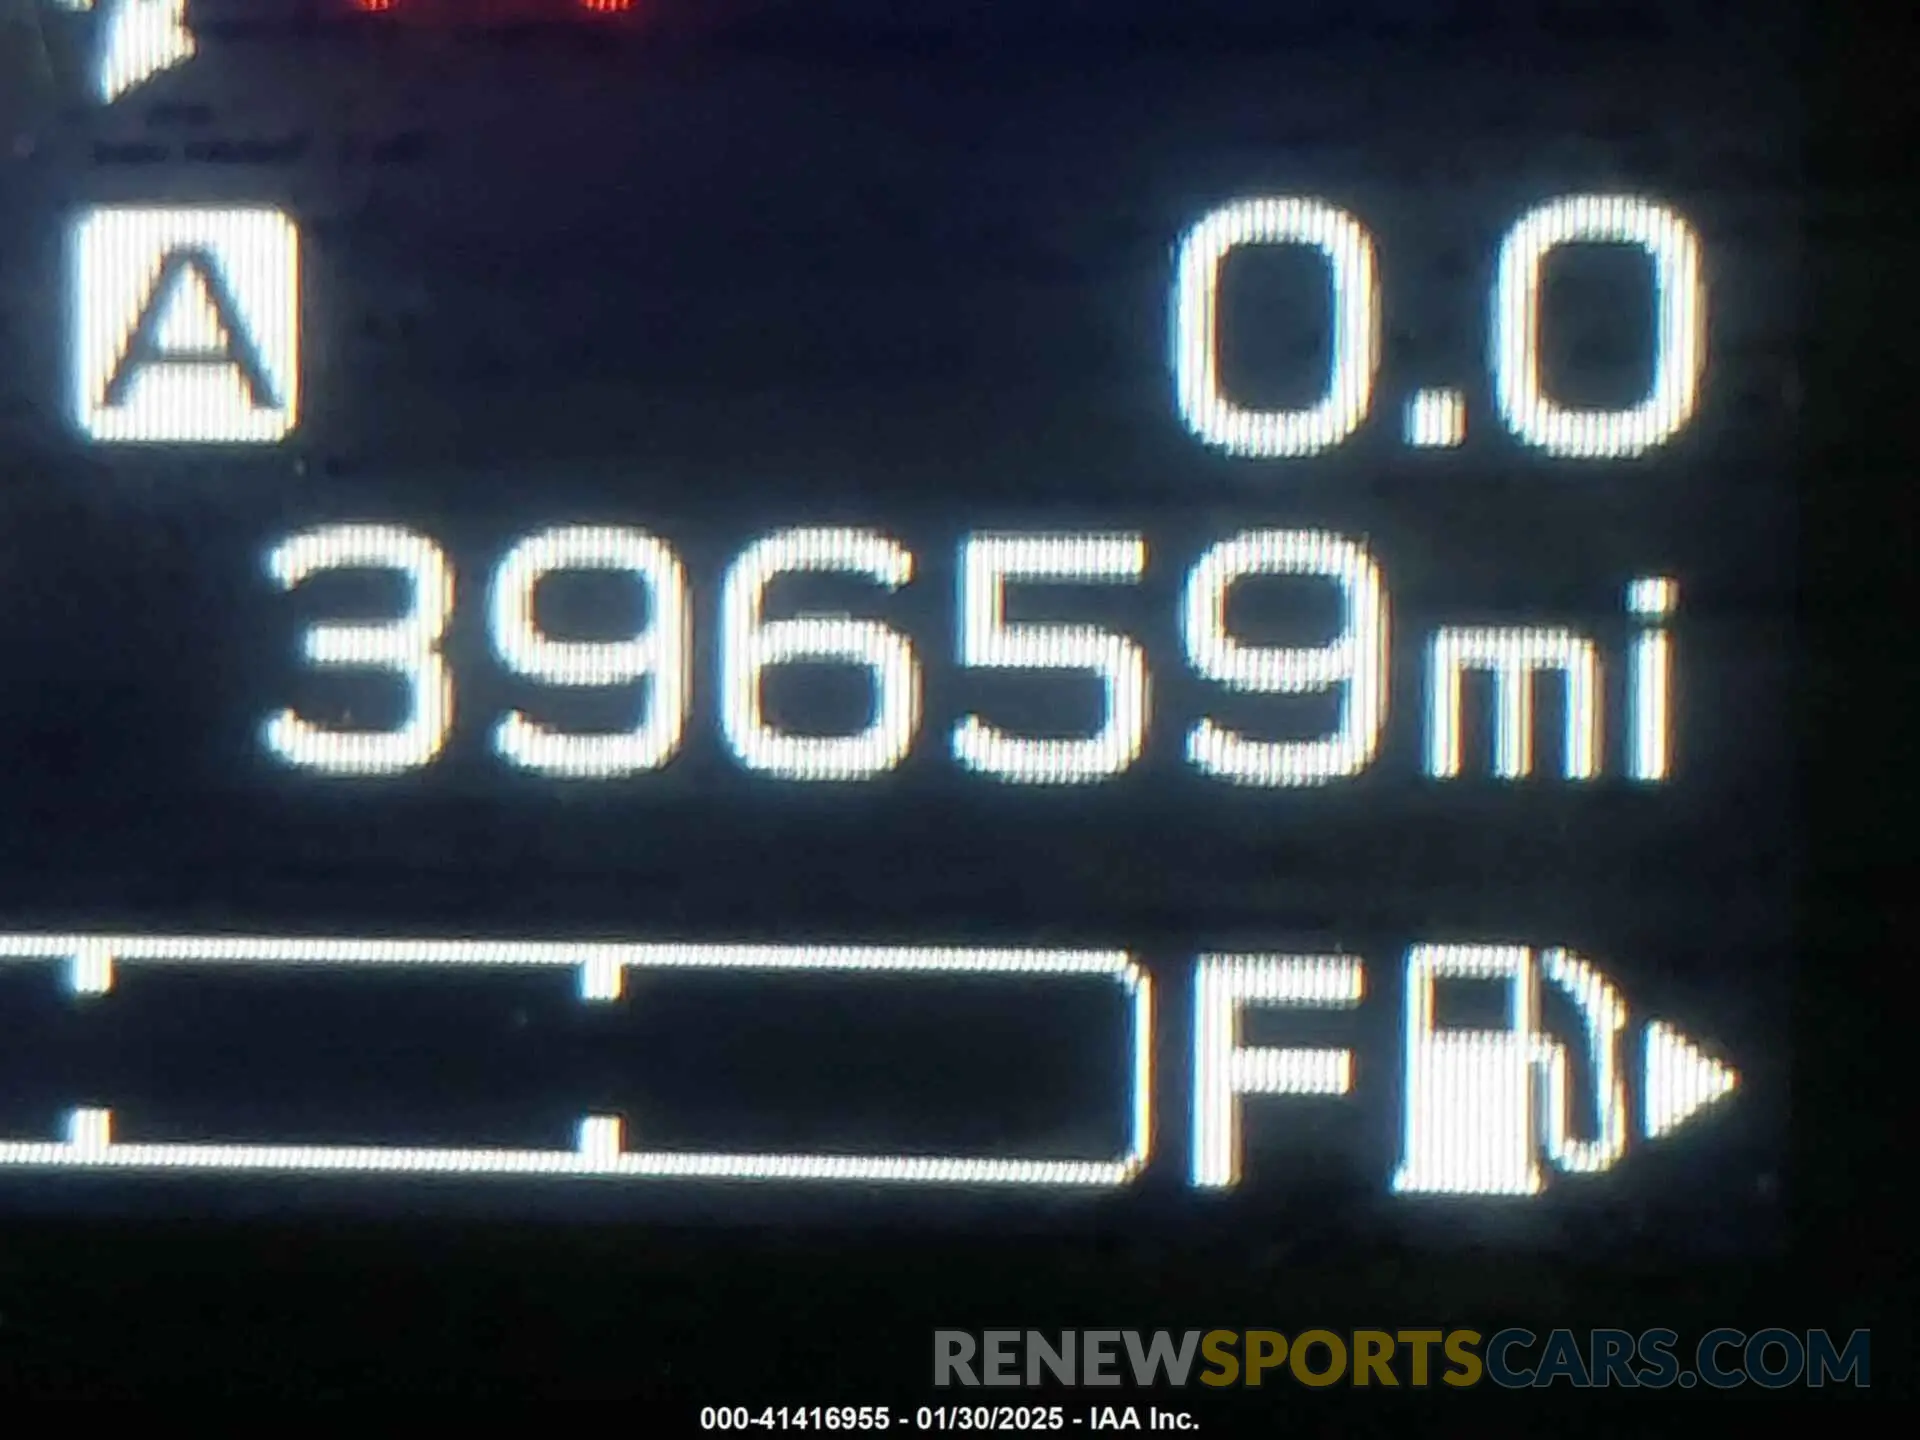 A 0.0
39659mi
F
RENEWSPORTSCARS.COM
000-41416955 - 01/30/2025 - IAA Inc.